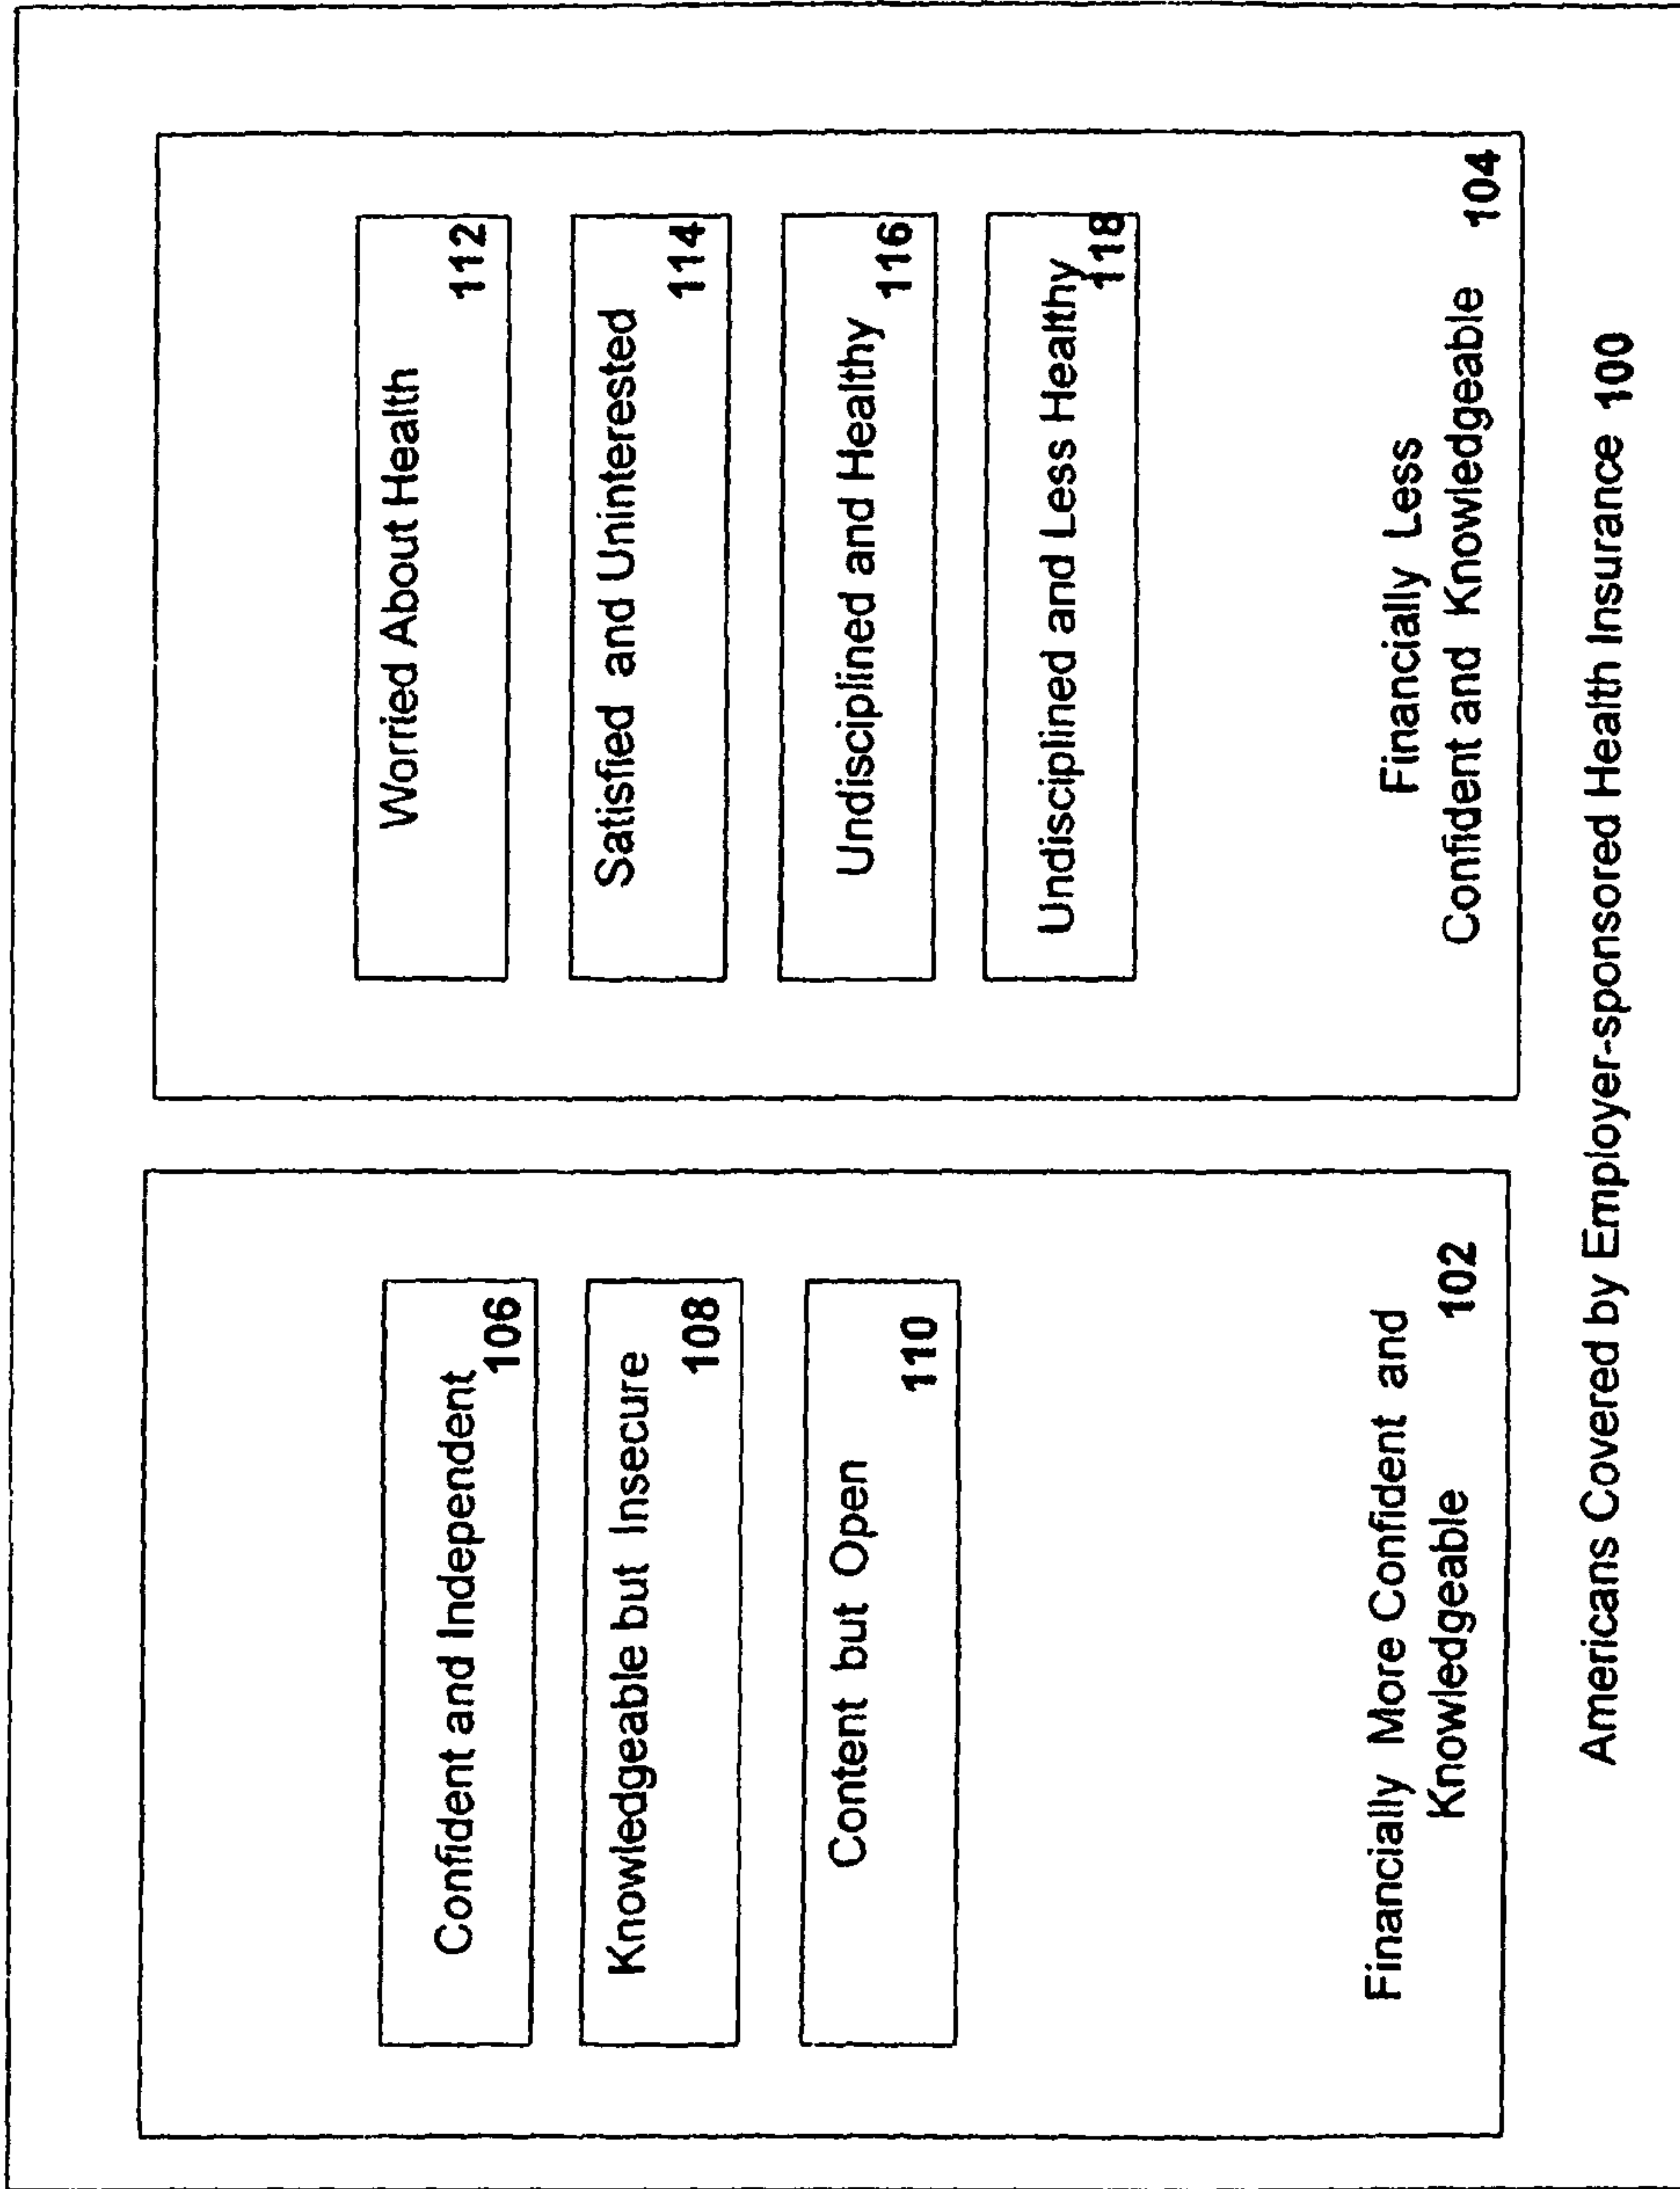 Confident and Independent
106
Knowledgeable but Insecure
108
Content but Open
110
Financially More Confident and
Knowledgeable 102
Worried About Health
112
Satisfied and Uninterested
114
Undisciplined and Healthy
116
Undisciplined and Less Healthy
118
Financially Less
Confident and Knowledgeable 104
Americans Covered by Employer-sponsored Health Insurance 100